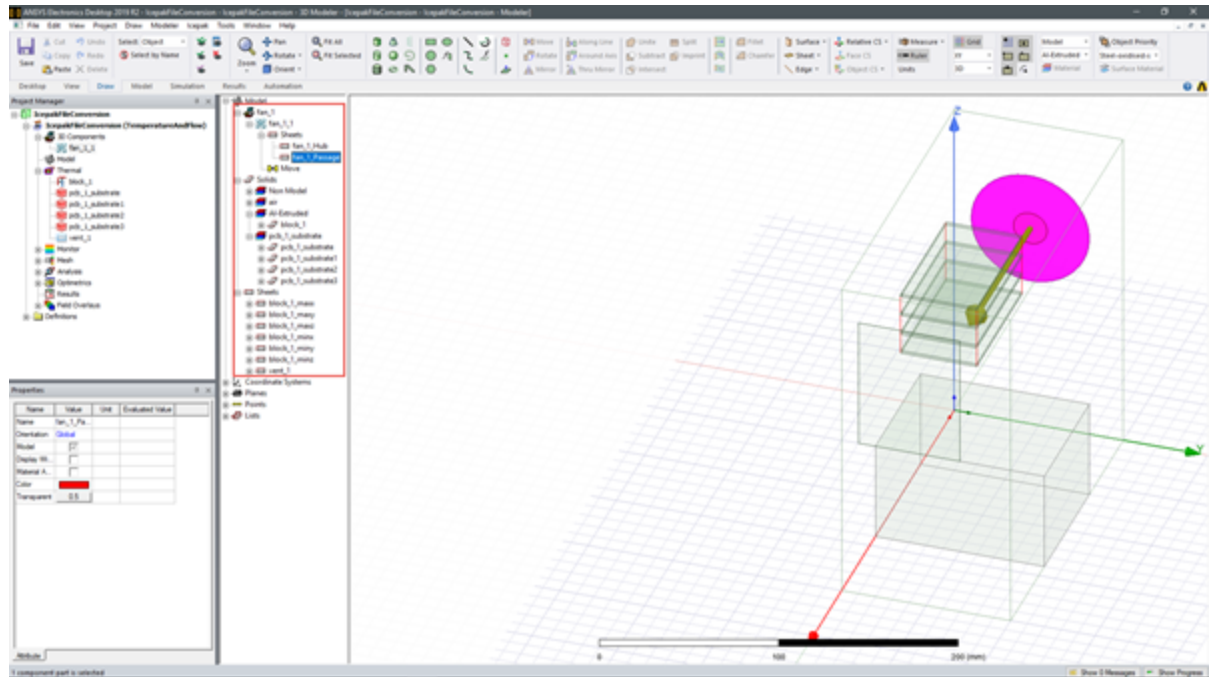 ANSYS Electronics Desktop 2019 R2 - IcepakFileConversion - IcepakFileConversion - 3D Modeler - [IcepakFileConversion - IcepakFileConversion - Modeler]
File Edit View Project Draw Modeler Icepak Tools Window Help
Save
Cut Undo
Copy Redo
Paste Delete
Select: Object
Select by Name
Zoom
Pan
Rotate
Orient
Fit All
Fit Selected
Move Along Line Unite Split Fillet Surface Relative CS Measure Grid Model Object Priority
Rotate Around Axis Subtract Imprint Chamfer Sheet Face CS Ruler XY Al-Extruded
Mirror Thru Mirror Intersect Edge Object CS Units 3D Material Surface Material
Desktop View Draw Model Simulation Results Automation
Project Manager
IcepakFileConversion
IcepakFileConversion (TemperatureAndFlow)
3D Components
fan_1_1
Model
Thermal
block_1
pcb_1_substrate
pcb_1_substrate1
pcb_1_substrate2
pcb_1_substrate3
vent_1
Monitor
Mesh
Analysis
Optimetrics
Results
Field Overlays
Definitions
Model
fan_1
fan_1_1
Sheets
fan_1_Hub
fan_1_Passage
Move
Solids
Non Model
air
Al-Extruded
block_1
pcb_1_substrate
pcb_1_substrate
pcb_1_substrate1
pcb_1_substrate2
pcb_1_substrate3
Sheets
block_1_maxx
block_1_maxy
block_1_maxz
block_1_minx
block_1_miny
block_1_minz
vent_1
Coordinate Systems
Planes
Points
Lists
Properties
Name Value Unit Evaluated Value
Name fan_1_Pa...
Orientation Global
Model
Display Wi...
Material A...
Color
Transparent 0.5
Attribute
Z
Y
0 100 200 (mm)
1 component part is selected
Show 0 Messages Show Progress